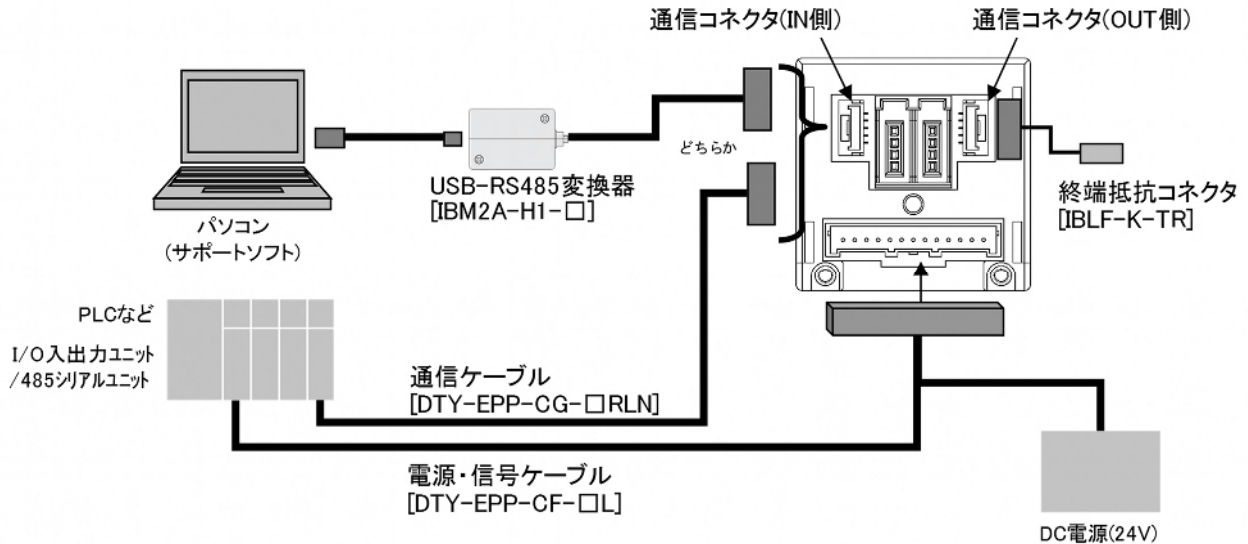 通信コネクタ(IN側)
通信コネクタ(OUT側)
どちらか
USB-RS485変換器
[IBM2A-H1-□]
終端抵抗コネクタ
[IBLF-K-TR]
パソコン
(サポートソフト)
PLCなど
I/O入出力ユニット
/485シリアルユニット
通信ケーブル
[DTY-EPP-CG-□RLN]
電源・信号ケーブル
[DTY-EPP-CF-□L]
DC電源(24V)